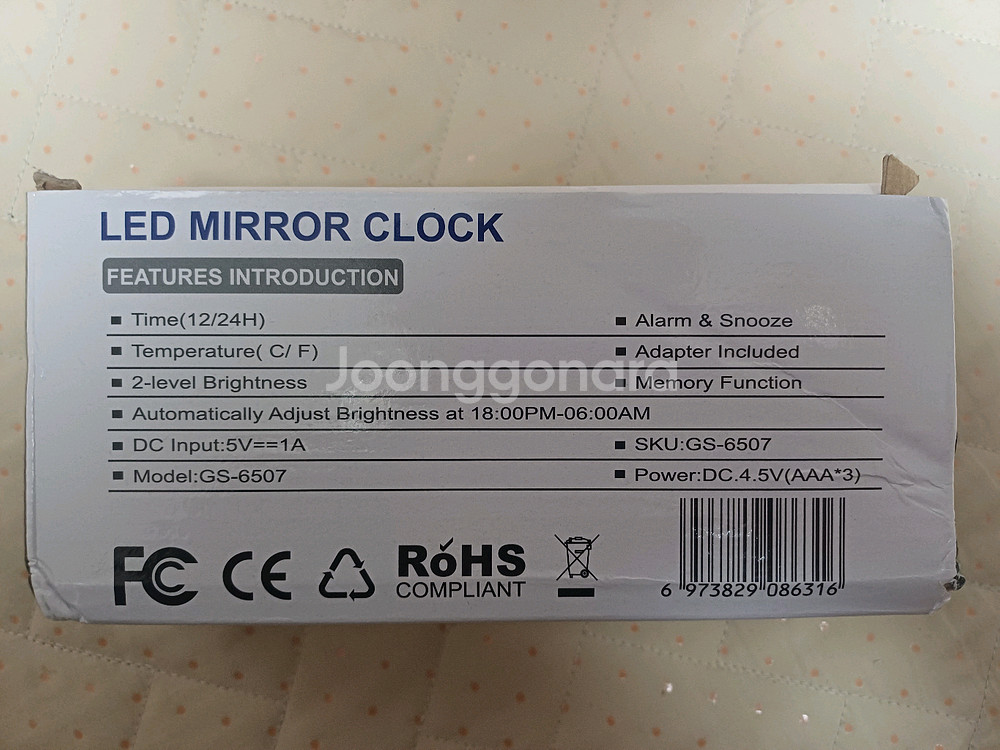 LED MIRROR CLOCK
FEATURES INTRODUCTION
■ Time(12/24H) ■ Alarm & Snooze
■ Temperature( C/ F) ■ Adapter Included
Joonggonara
■ 2-level Brightness ■ Memory Function
■ Automatically Adjust Brightness at 18:00PM-06:00AM
■ DC Input:5V==1A ■ SKU:GS-6507
■ Model:GS-6507 ■ Power:DC.4.5V(AAA*3)
FC CE RoHS
COMPLIANT
6 973829 086316